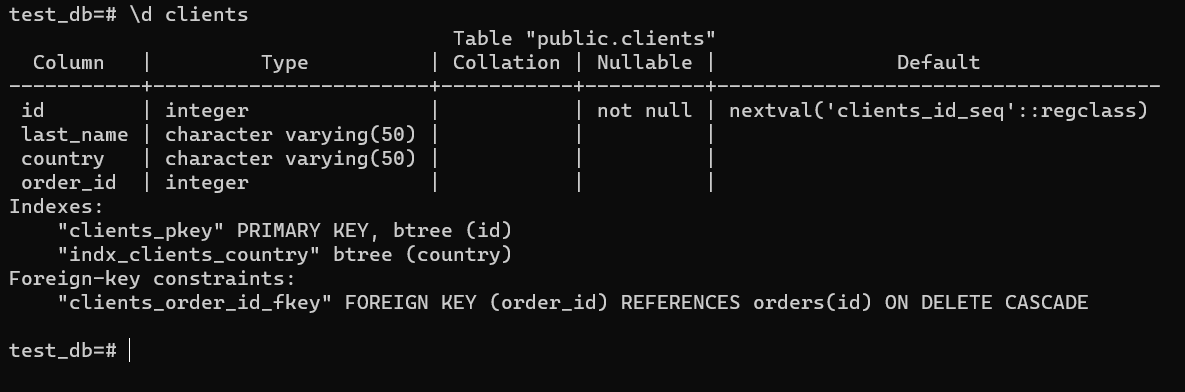 test_db=# \d clients
                                     Table "public.clients"
  Column   |         Type          | Collation | Nullable |               Default
-----------+-----------------------+-----------+----------+-------------------------------------
 id        | integer               |           | not null | nextval('clients_id_seq'::regclass)
 last_name | character varying(50) |           |          |
 country   | character varying(50) |           |          |
 order_id  | integer               |           |          |
Indexes:
    "clients_pkey" PRIMARY KEY, btree (id)
    "indx_clients_country" btree (country)
Foreign-key constraints:
    "clients_order_id_fkey" FOREIGN KEY (order_id) REFERENCES orders(id) ON DELETE CASCADE

test_db=#